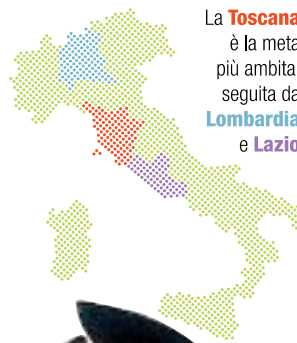 La Toscana
è la meta
più ambita
seguita da
Lombardia
e Lazio